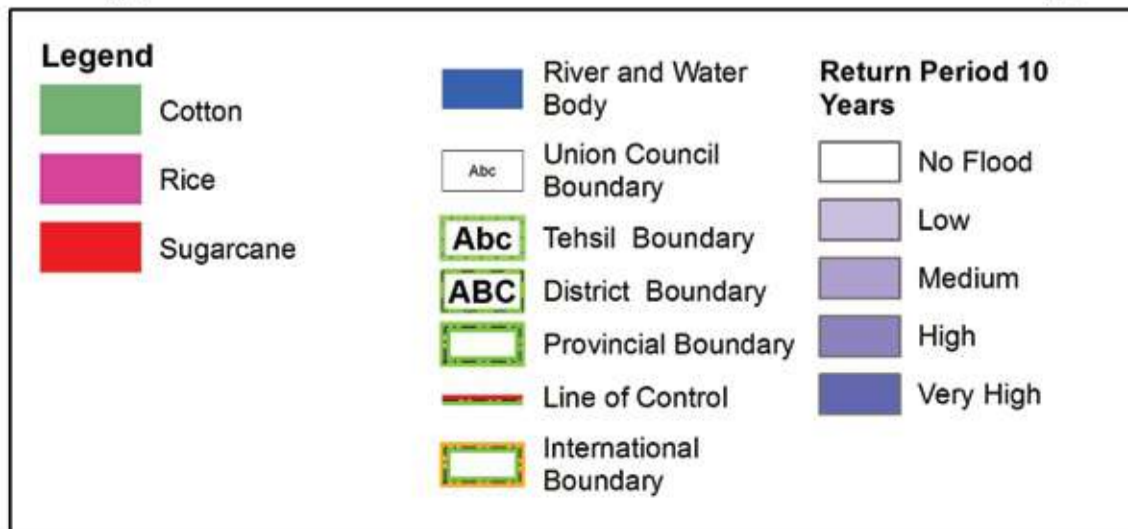 Legend
Cotton
Rice
Sugarcane
River and Water
Body
Abc
Union Council
Boundary
Abc
Tehsil Boundary
ABC
District Boundary
Provincial Boundary
Line of Control
International
Boundary
Return Period 10
Years
No Flood
Low
Medium
High
Very High